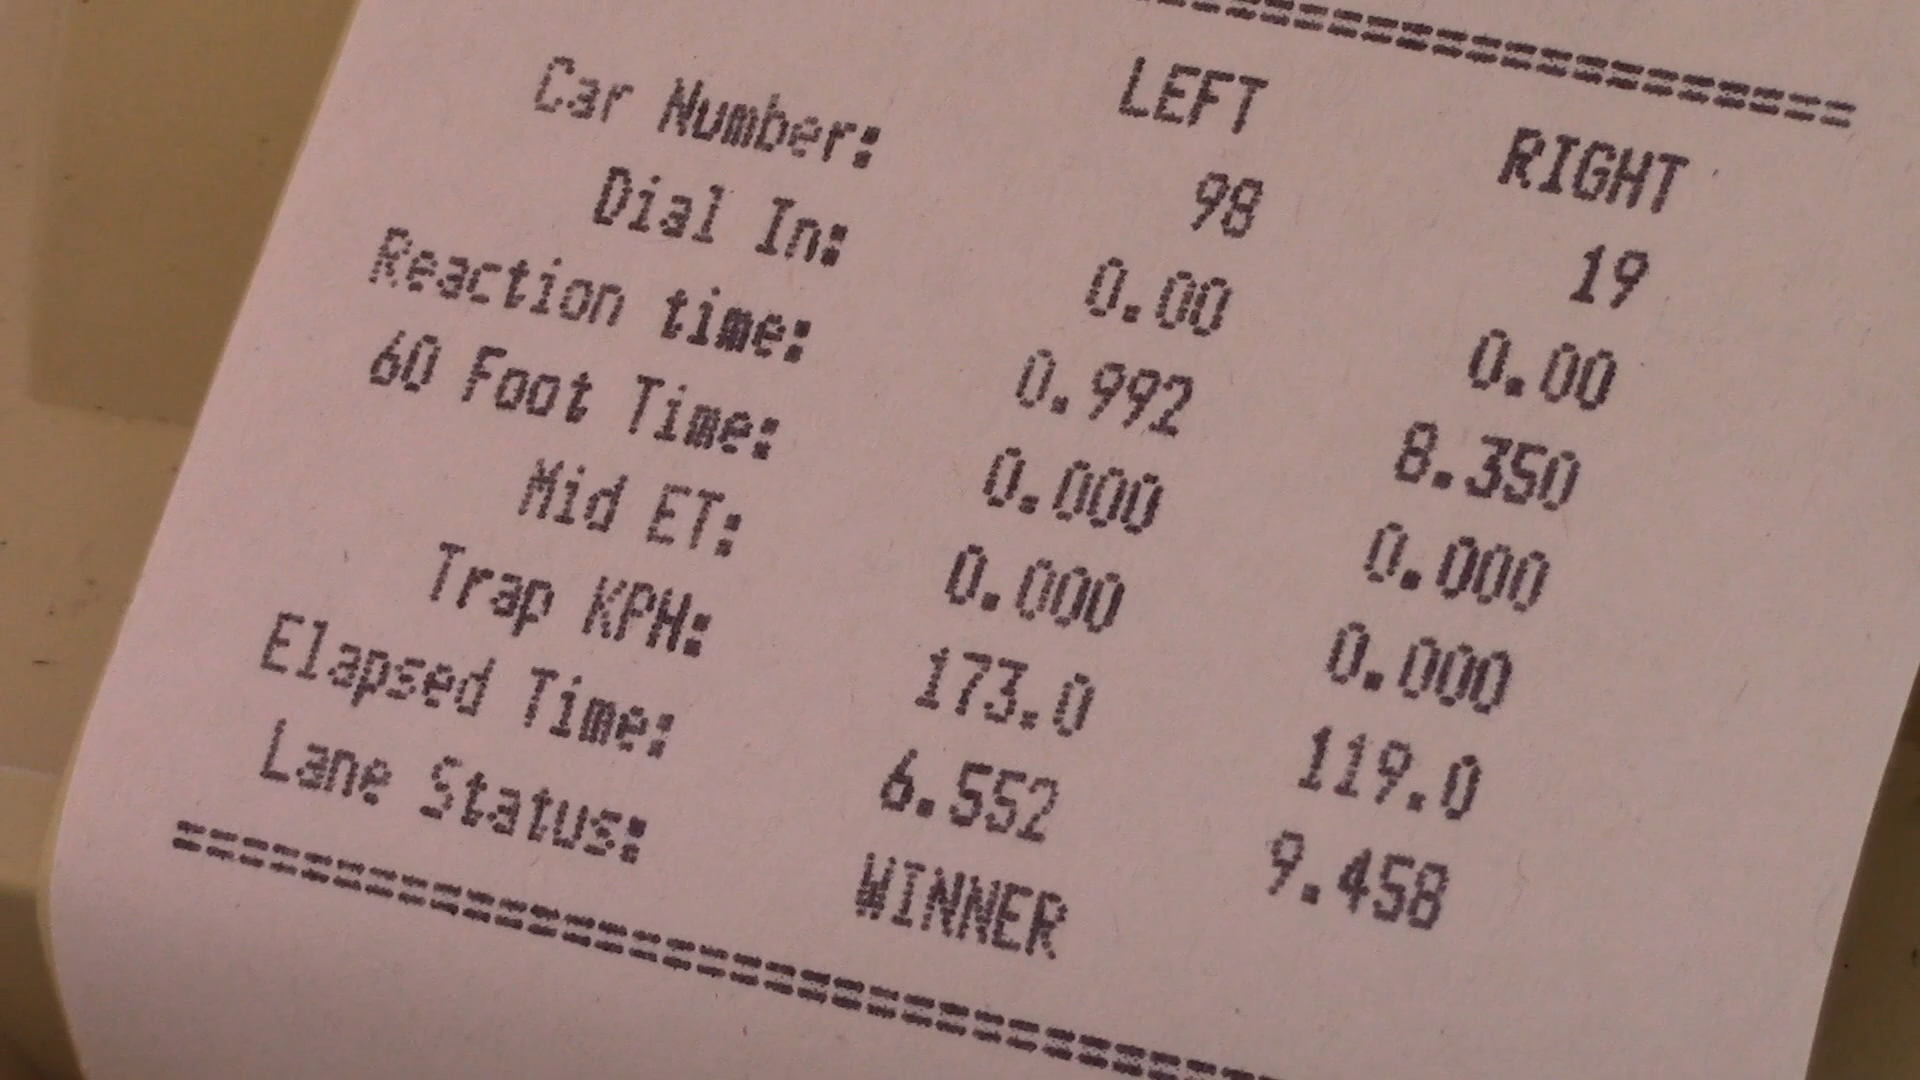 LEFT RIGHT
Car Number: 98 19
Dial In: 0.00 0.00
Reaction time: 0.992 8.350
60 Foot Time: 0.000 0.000
Mid ET: 0.000 0.000
Trap KPH: 173.0 119.0
Elapsed Time: 6.552 9.458
Lane Status: WINNER